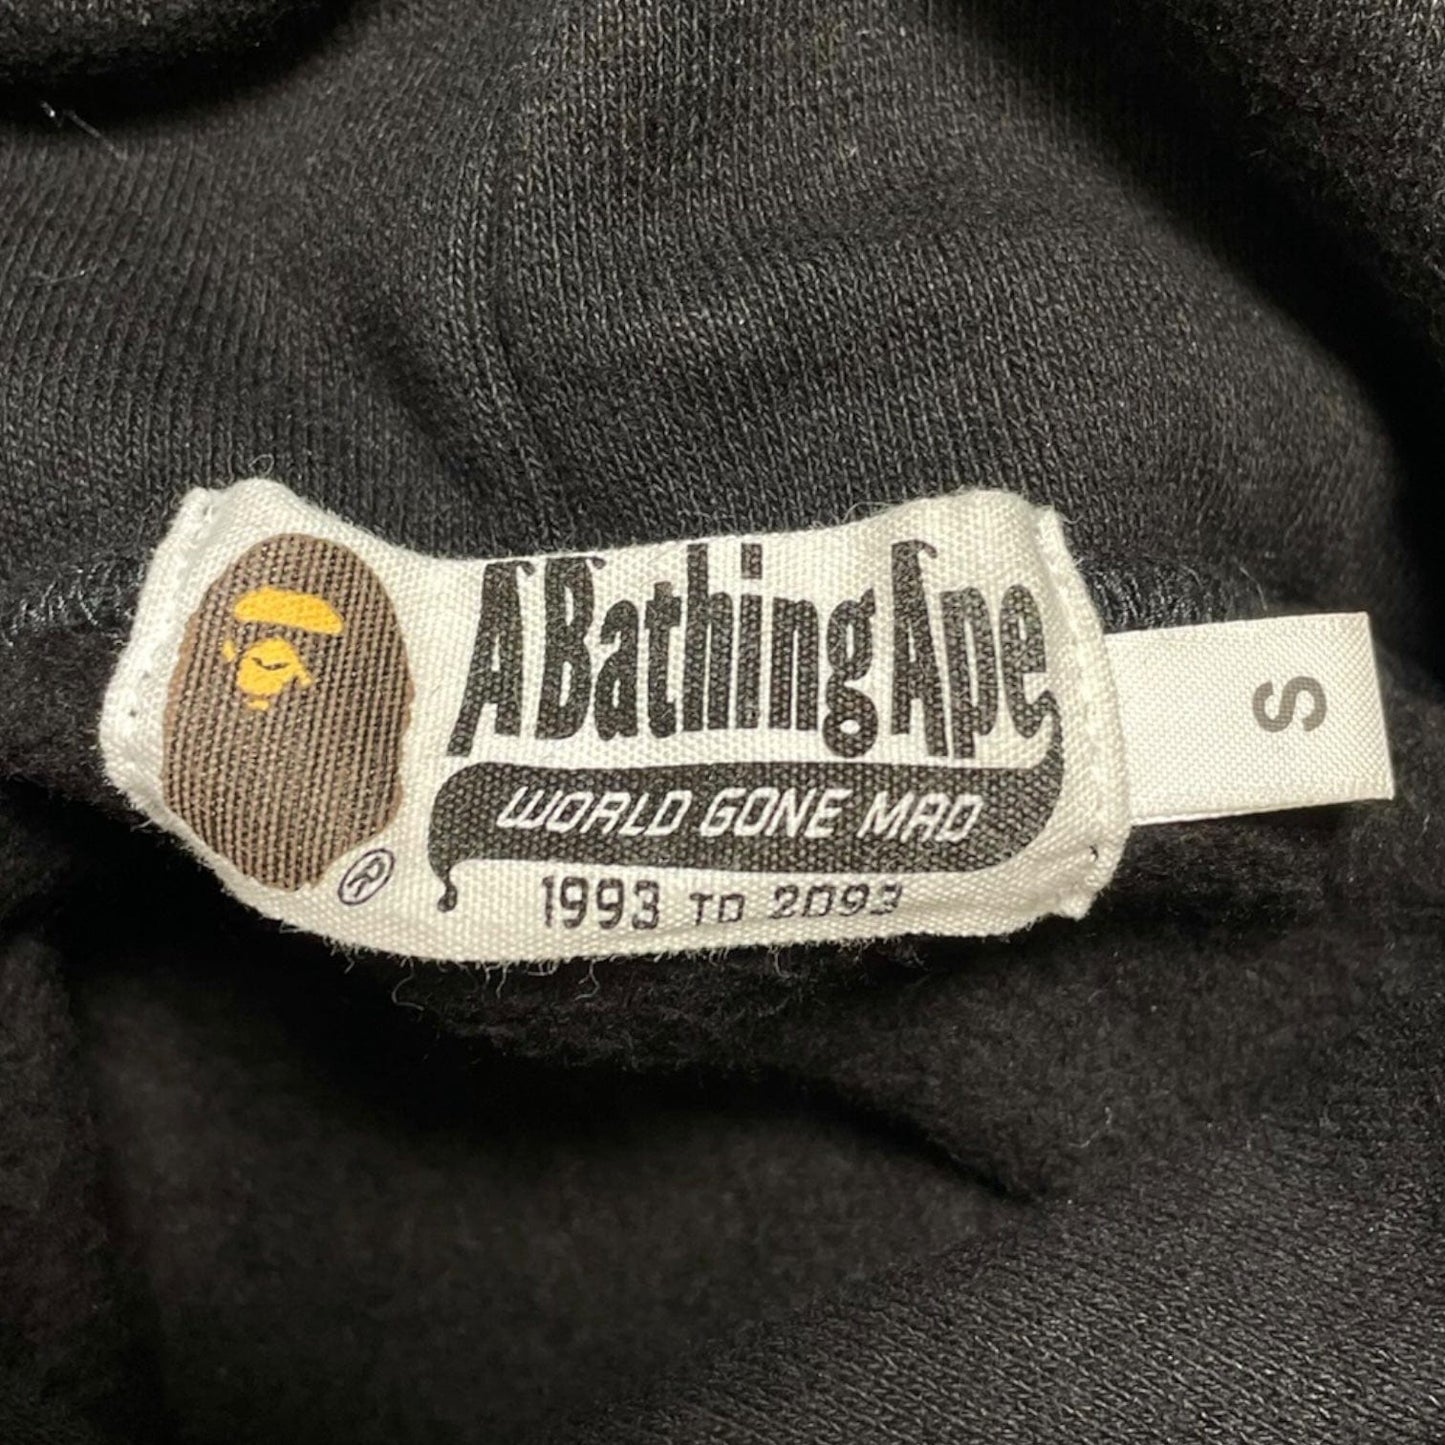 A Bathing Ape
WORLD GONE MAD
1993 TO 2093
®
S